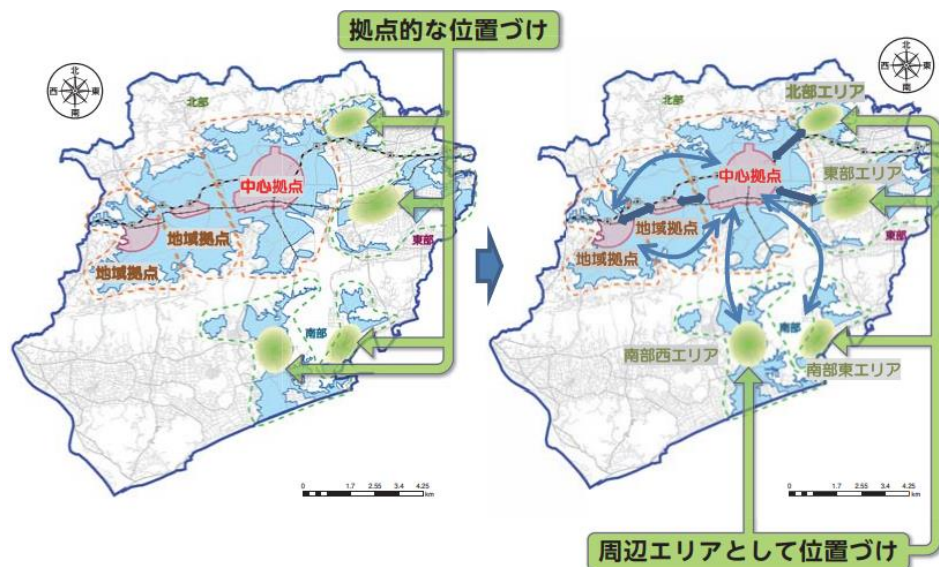 拠点的な位置づけ
北
西 東
南
北部
中心拠点
地域拠点
地域拠点
東部
南部
0 1.7 2.55 3.4 4.25
km
北
西 東
南
北部
北部エリア
中心拠点
東部エリア
地域拠点
地域拠点
東部
南部
南部西エリア
南部東エリア
0 1.7 2.55 3.4 4.25
km
周辺エリアとして位置づけ